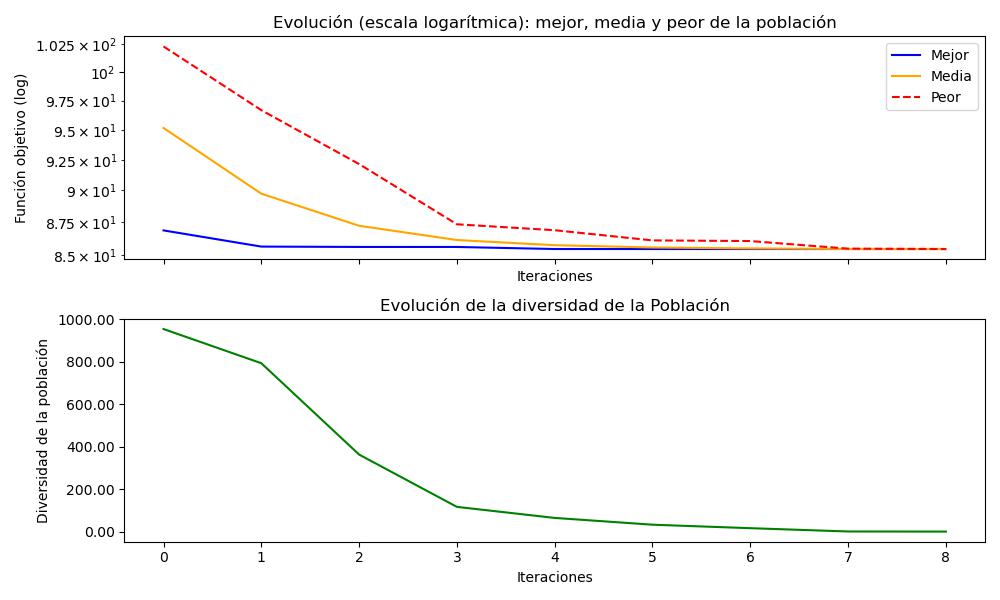 Evolución (escala logarítmica): mejor, media y peor de la población
Función objetivo (log)
1.025 × 10²
10²
9.75 × 10¹
9.5 × 10¹
9.25 × 10¹
9 × 10¹
8.75 × 10¹
8.5 × 10¹
Mejor
Media
Peor
Iteraciones
Evolución de la diversidad de la Población
Diversidad de la población
1000.00
800.00
600.00
400.00
200.00
0.00
0 1 2 3 4 5 6 7 8
Iteraciones